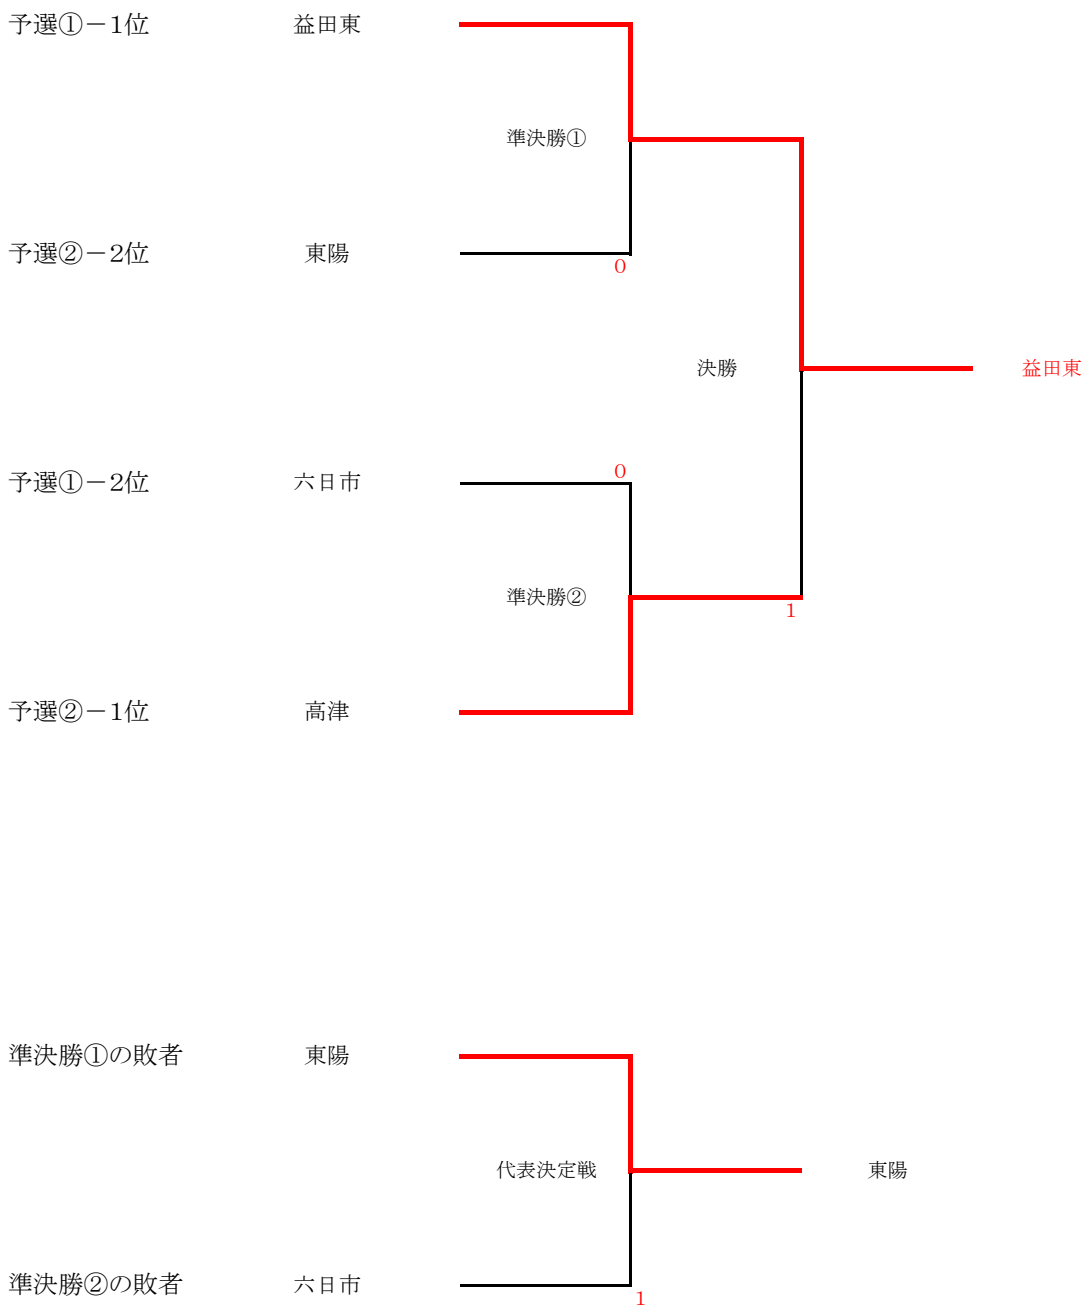 予選①－1位 益田東
準決勝①
予選②－2位 東陽
0
決勝 益田東
0
予選①－2位 六日市
準決勝②
1
予選②－1位 高津
準決勝①の敗者 東陽
代表決定戦 東陽
準決勝②の敗者 六日市
1